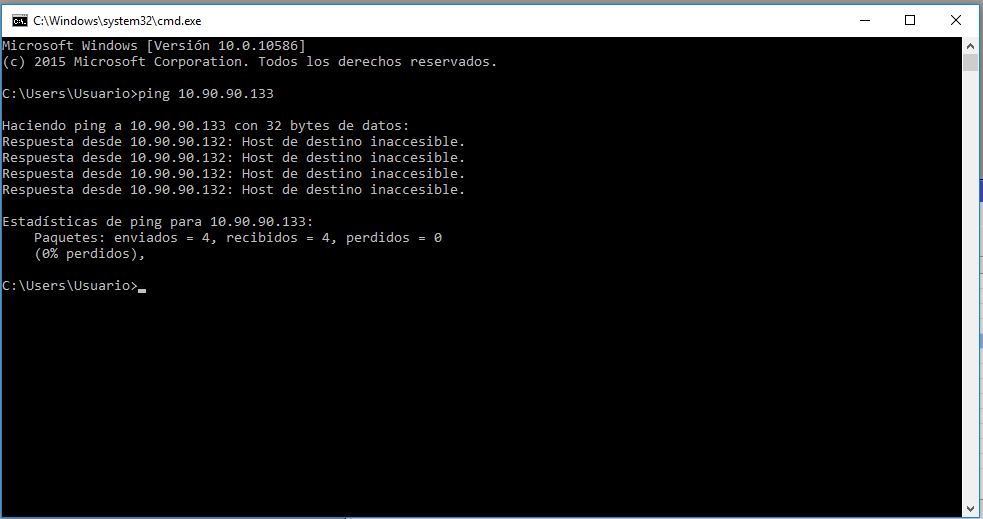 C:\Windows\system32\cmd.exe
Microsoft Windows [Versión 10.0.10586]
(c) 2015 Microsoft Corporation. Todos los derechos reservados.
C:\Users\Usuario>ping 10.90.90.133
Haciendo ping a 10.90.90.133 con 32 bytes de datos:
Respuesta desde 10.90.90.132: Host de destino inaccesible.
Respuesta desde 10.90.90.132: Host de destino inaccesible.
Respuesta desde 10.90.90.132: Host de destino inaccesible.
Respuesta desde 10.90.90.132: Host de destino inaccesible.
Estadísticas de ping para 10.90.90.133:
    Paquetes: enviados = 4, recibidos = 4, perdidos = 0
    (0% perdidos),
C:\Users\Usuario>